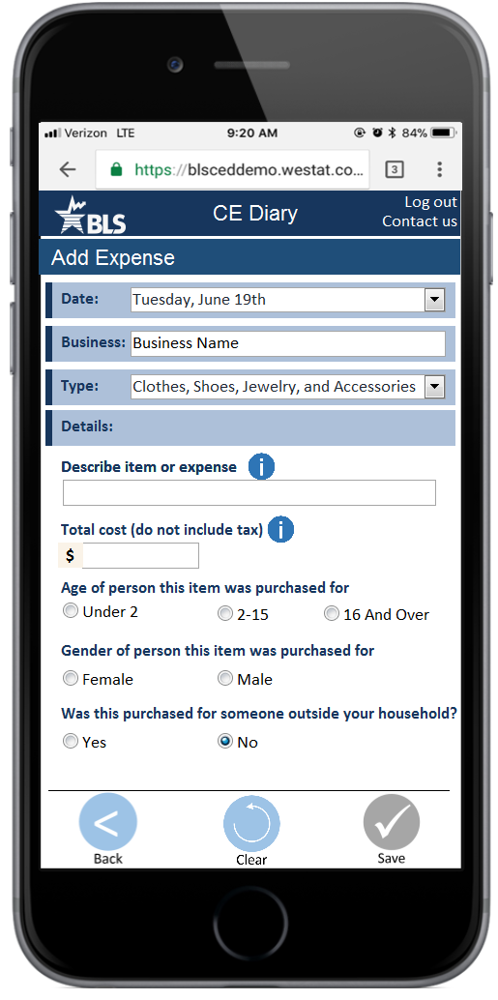 Verizon LTE 9:20 AM 84%
https://blsceddemo.westat.co... 3
BLS CE Diary Log out
Contact us
Add Expense
Date: Tuesday, June 19th
Business: Business Name
Type: Clothes, Shoes, Jewelry, and Accessories
Details:
Describe item or expense i
Total cost (do not include tax) i
$
Age of person this item was purchased for
Under 2 2-15 16 And Over
Gender of person this item was purchased for
Female Male
Was this purchased for someone outside your household?
Yes No
< 
Back Clear Save